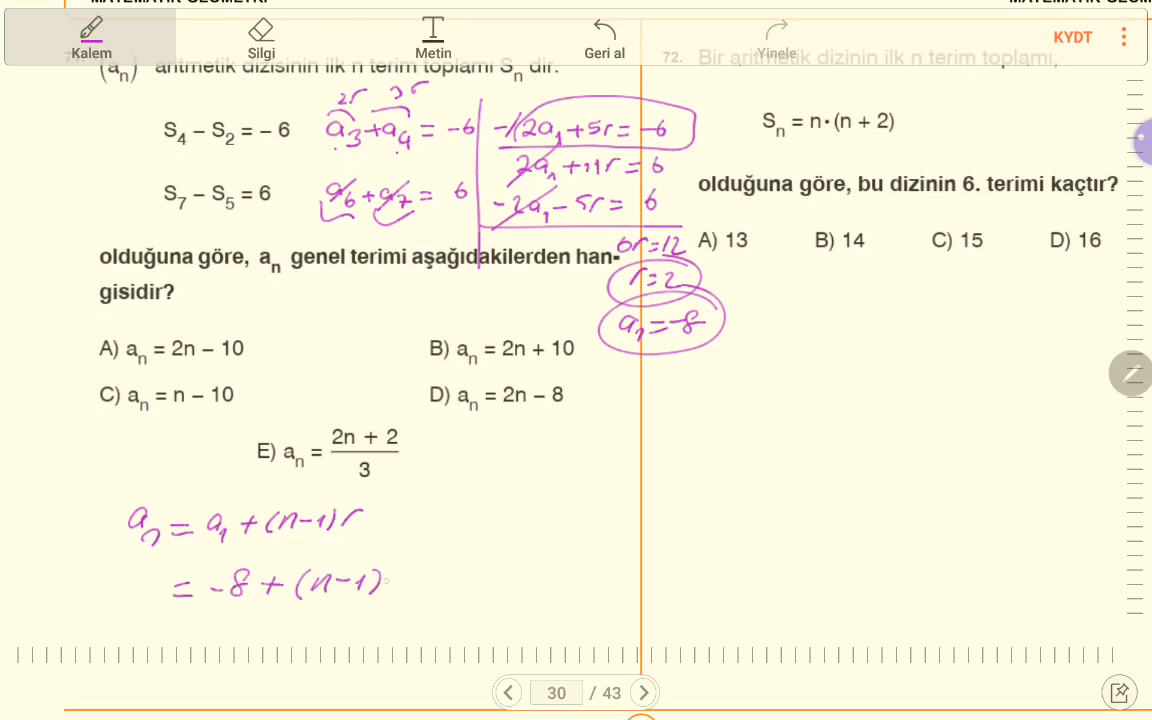 MATEMATİK GEOMETRİ
Kalem
Silgi
Metin
Geri al
Yinele
KYDT
(aₙ) aritmetik dizisinin ilk n terim toplamı Sₙ dir.
S₄ – S₂ = – 6
S₇ – S₅ = 6
olduğuna göre, aₙ genel terimi aşağıdakilerden han-
gisidir?
A) aₙ = 2n – 10
B) aₙ = 2n + 10
C) aₙ = n – 10
D) aₙ = 2n – 8
E) aₙ = (2n + 2)/3
2r 3r
a₃+a₄ = -6
a₆+a₇ = 6
-1/2a₁+5r=-6
2a₁+11r=6
-2a₁-5r=6
6r=12
r=2
a₁=-8
aₙ = a₁+(n-1)r
= -8+(n-1)
72. Bir aritmetik dizinin ilk n terim toplamı,
Sₙ = n·(n + 2)
olduğuna göre, bu dizinin 6. terimi kaçtır?
A) 13
B) 14
C) 15
D) 16
30 / 43